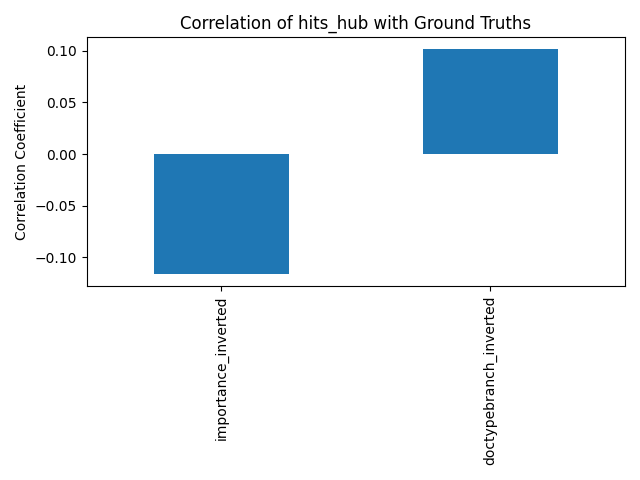 Correlation of hits_hub with Ground Truths
Correlation Coefficient
0.10
0.05
0.00
−0.05
−0.10
importance_inverted
doctypebranch_inverted